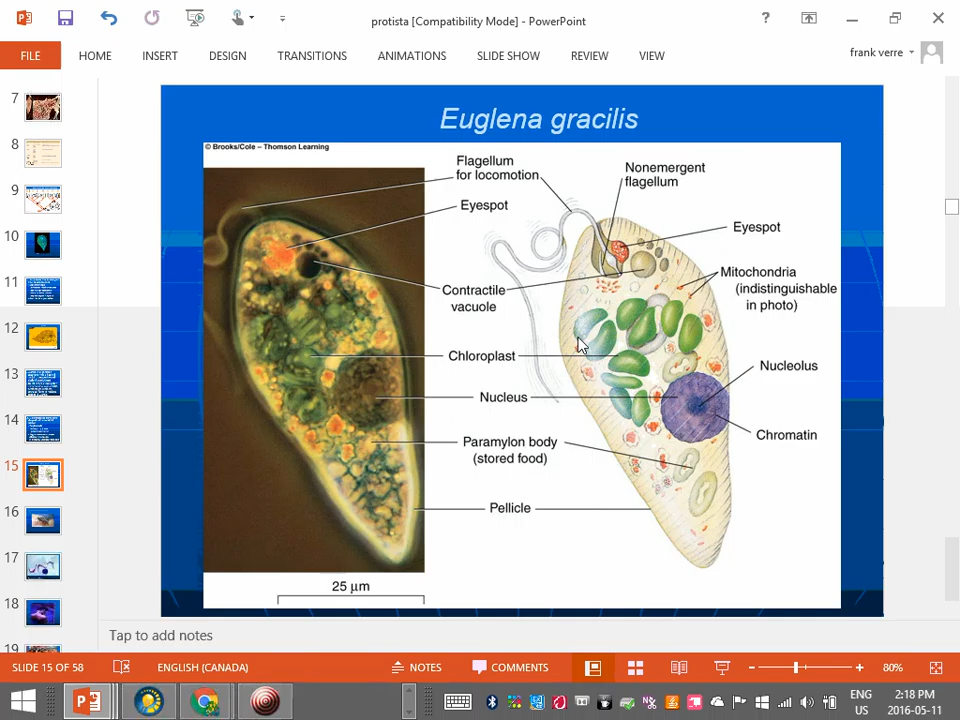 protista [Compatibility Mode] - PowerPoint
FILE
HOME
INSERT
DESIGN
TRANSITIONS
ANIMATIONS
SLIDE SHOW
REVIEW
VIEW
frank verre
7
8
9
10
11
12
13
14
15
16
17
18
19
Euglena gracilis
© Brooks/Cole – Thomson Learning
Flagellum
for locomotion
Nonemergent
flagellum
Eyespot
Eyespot
Mitochondria
(indistinguishable
in photo)
Contractile
vacuole
Chloroplast
Nucleolus
Nucleus
Chromatin
Paramylon body
(stored food)
Pellicle
25 µm
Tap to add notes
SLIDE 15 OF 58
ENGLISH (CANADA)
NOTES
COMMENTS
80%
ENG
US
2:18 PM
2016-05-11